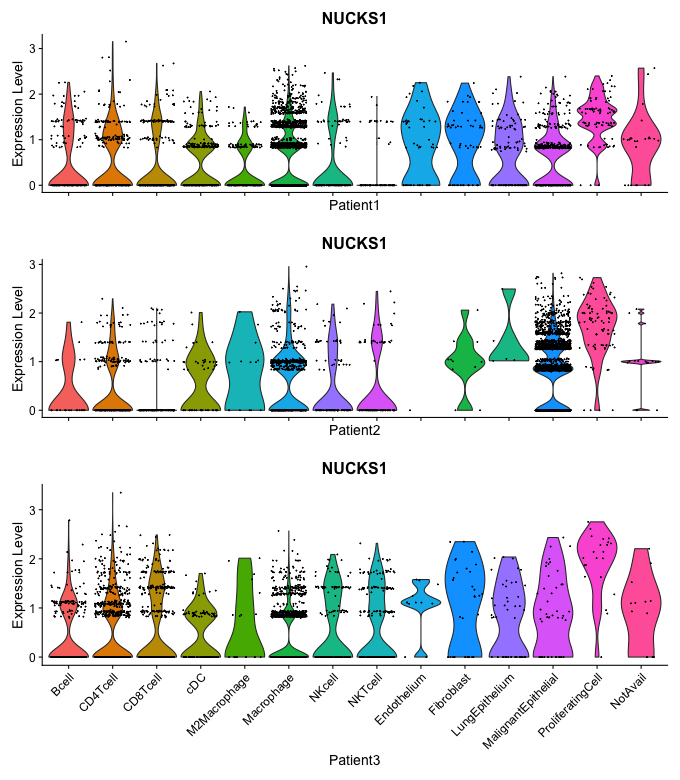 NUCKS1
Expression Level
3
2
1
0
Patient1
NUCKS1
Expression Level
3
2
1
0
Patient2
NUCKS1
Expression Level
3
2
1
0
Bcell
CD4Tcell
CD8Tcell
cDC
M2Macrophage
Macrophage
NKcell
NKTcell
Endothelium
Fibroblast
LungEpithelium
MalignantEpithelial
ProliferatingCell
NotAvail
Patient3